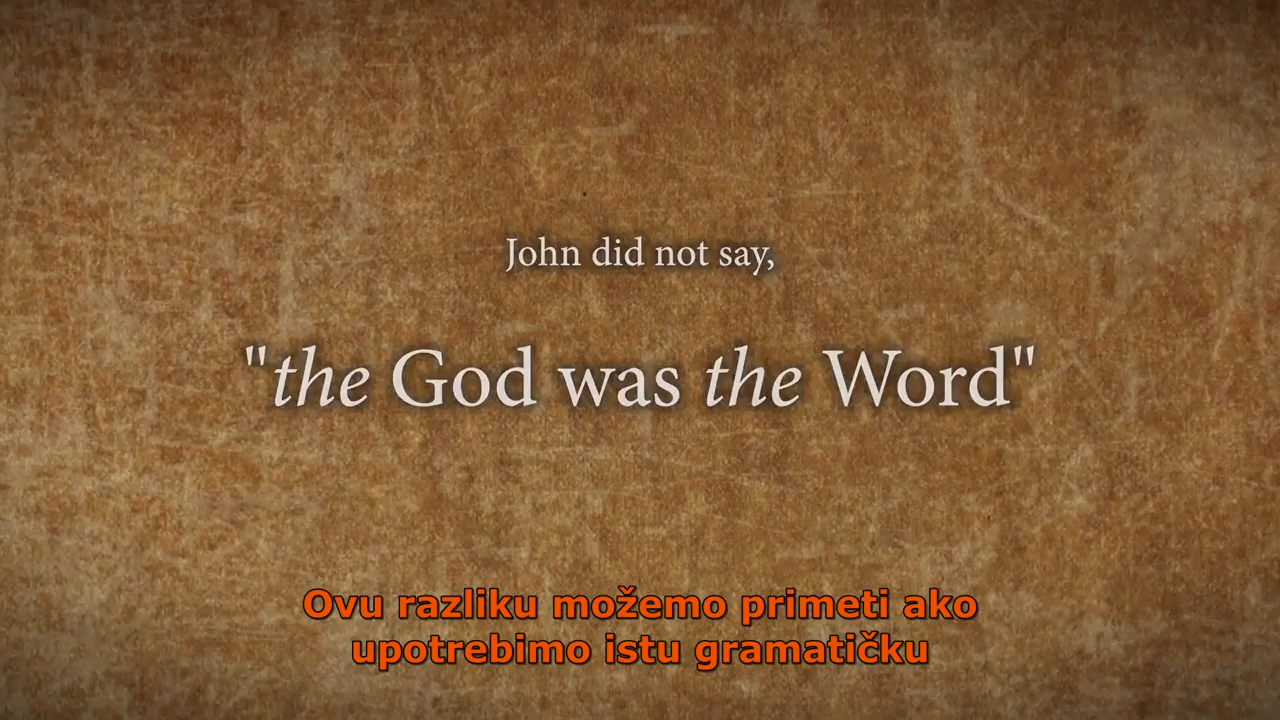 John did not say,
"the God was the Word"
Ovu razliku možemo primeti ako
upotrebimo istu gramatičku